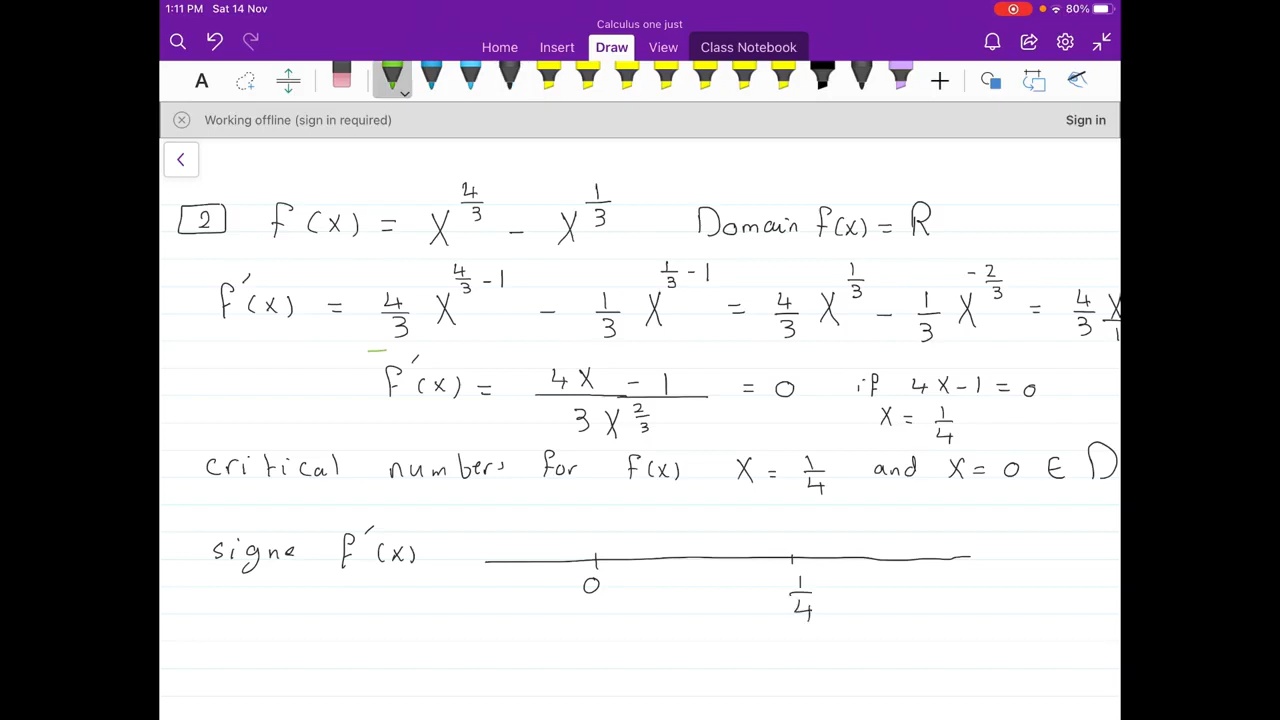 1:11 PM Sat 14 Nov
80%
Calculus one just
Home Insert Draw View Class Notebook
A
Working offline (sign in required) Sign in
2 f(x) = x^{4/3} - x^{1/3} Domain f(x) = R
f'(x) = 4/3 x^{4/3 - 1} - 1/3 x^{1/3 - 1} = 4/3 x^{1/3} - 1/3 x^{-2/3} = 4/3 x/1
f'(x) = (4x - 1)/(3x^{2/3}) = 0 if 4x-1 = 0
x = 1/4
critical numbers for f(x) x = 1/4 and x = 0 ∈ D
signe f'(x)
0 1/4